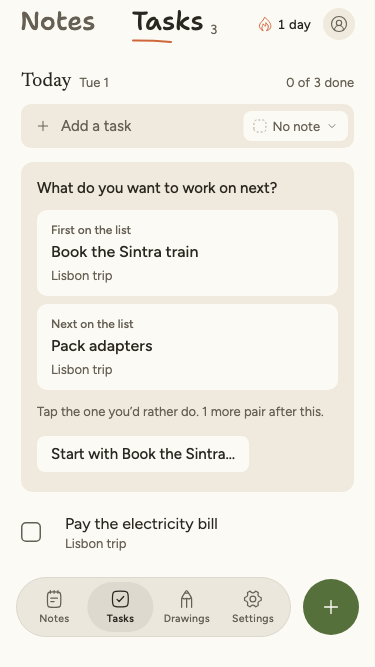 Notes
Tasks 3
1 day
Today Tue 1
0 of 3 done
Add a task
No note
What do you want to work on next?
First on the list
Book the Sintra train
Lisbon trip
Next on the list
Pack adapters
Lisbon trip
Tap the one you’d rather do. 1 more pair after this.
Start with Book the Sintra...
Pay the electricity bill
Lisbon trip
Notes
Tasks
Drawings
Settings